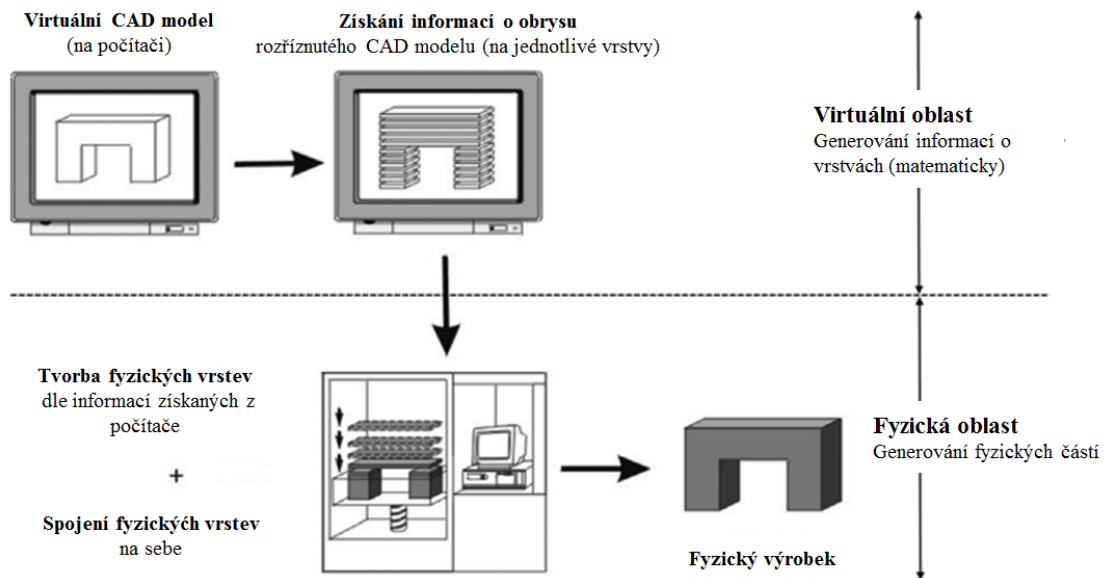 Virtuální CAD model
(na počítači)
Získání informací o obrysu
rozříznutého CAD modelu (na jednotlivé vrstvy)
Virtuální oblast
Generování informací o
vrstvách (matematicky)
Tvorba fyzických vrstev
dle informací získaných z
počítače
+
Spojení fyzickýćh vrstev
na sebe
Fyzický výrobek
Fyzická oblast
Generování fyzických částí